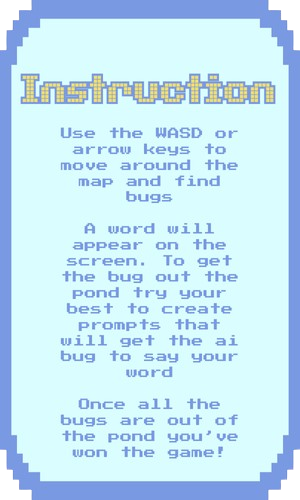 Instruction
Use the WASD or
arrow keys to
move around the
map and find
bugs
A word will
appear on the
screen. To get
the bug out the
pond try your
best to create
prompts that
will get the ai
bug to say your
word
Once all the
bugs are out of
the pond you've
won the game!